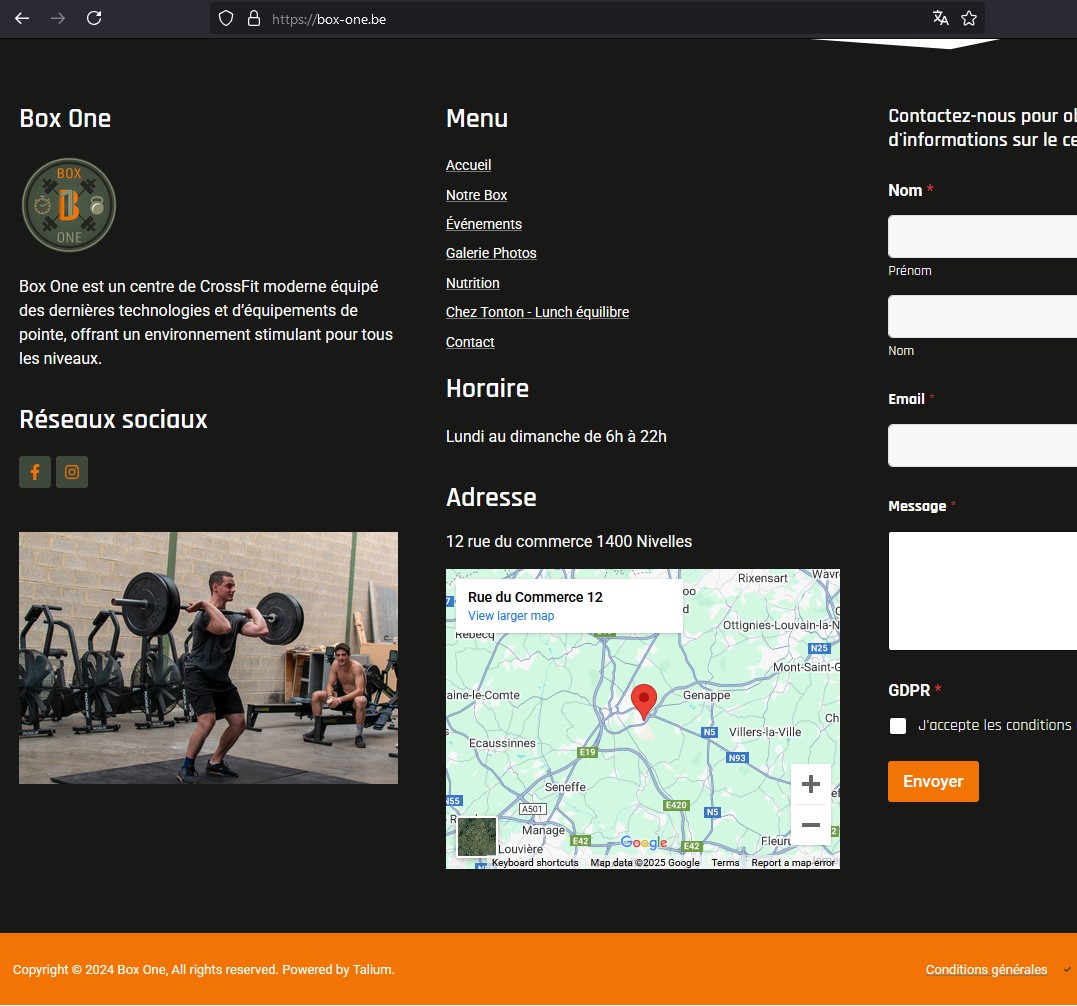 https://box-one.be
Box One
BOX
B
ONE
Box One est un centre de CrossFit moderne équipé
des dernières technologies et d’équipements de
pointe, offrant un environnement stimulant pour tous
les niveaux.
Réseaux sociaux
Menu
Accueil
Notre Box
Événements
Galerie Photos
Nutrition
Chez Tonton - Lunch équilibre
Contact
Horaire
Lundi au dimanche de 6h à 22h
Adresse
12 rue du commerce 1400 Nivelles
Rue du Commerce 12
View larger map
Rixensart
Wavr
oo
d
Ottignies-Louvain-la-N
Rebecq
N25
Mont-Saint-G
aine-le-Comte
Genappe
Ch
N5
Villers-la-Ville
Ecaussinnes
E19
N93
Seneffe
N55
A501
E420
N5
Manage
E42
Google
E42
Fleuru
Louvière
Keyboard shortcuts
Map data ©2025 Google
Terms
Report a map error
Contactez-nous pour ob
d'informations sur le ce
Nom *
Prénom
Nom
Email *
Message *
GDPR *
J'accepte les conditions
Envoyer
Copyright © 2024 Box One, All rights reserved. Powered by Talium.
Conditions générales